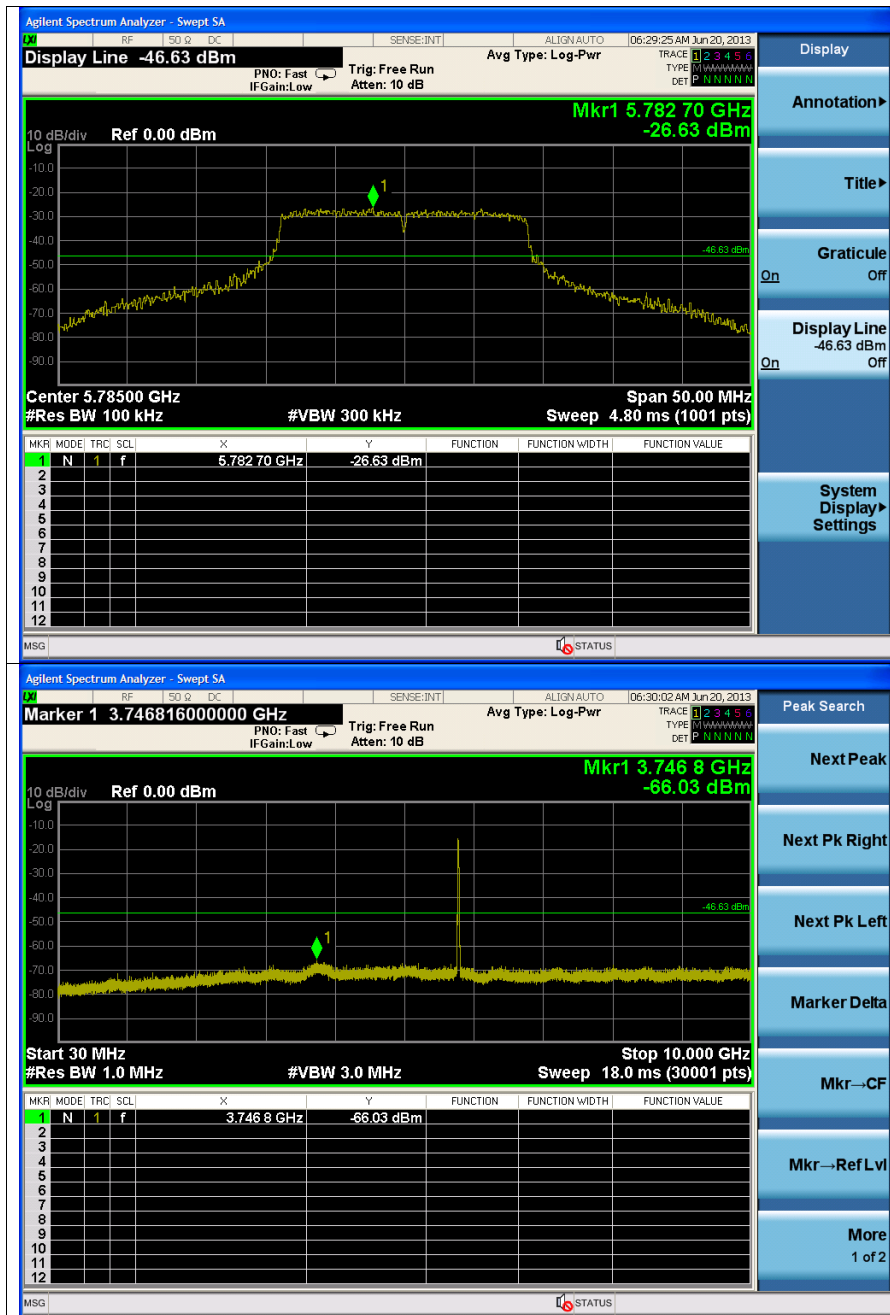 Agilent Spectrum Analyzer - Swept SA
LXI RF 50 Ω DC SENSE:INT ALIGNAUTO 06:29:25 AM Jun 20, 2013
Display Line -46.63 dBm
PNO: Fast
IFGain:Low
Trig: Free Run
Atten: 10 dB
Avg Type: Log-Pwr
TRACE 1 2 3 4 5 6
TYPE M WWWWW
DET P N N N N N
Mkr1 5.782 70 GHz
-26.63 dBm
10 dB/div Ref 0.00 dBm
Log
-10.0
-20.0
-30.0
-40.0
-50.0
-60.0
-70.0
-80.0
-90.0
1
-46.63 dBm
Center 5.78500 GHz Span 50.00 MHz
#Res BW 100 kHz #VBW 300 kHz Sweep 4.80 ms (1001 pts)
MKR MODE TRC SCL X Y FUNCTION FUNCTION WIDTH FUNCTION VALUE
1 N 1 f 5.782 70 GHz -26.63 dBm
2
3
4
5
6
7
8
9
10
11
12
MSG STATUS
Display
Annotation▶
Title▶
Graticule
On Off
Display Line
-46.63 dBm
On Off
System
Display▶
Settings
Agilent Spectrum Analyzer - Swept SA
LXI RF 50 Ω DC SENSE:INT ALIGNAUTO 06:30:02 AM Jun 20, 2013
Marker 1 3.746816000000 GHz
PNO: Fast
IFGain:Low
Trig: Free Run
Atten: 10 dB
Avg Type: Log-Pwr
TRACE 1 2 3 4 5 6
TYPE M WWWWW
DET P N N N N N
Mkr1 3.746 8 GHz
-66.03 dBm
10 dB/div Ref 0.00 dBm
Log
-10.0
-20.0
-30.0
-40.0
-50.0
-60.0
-70.0
-80.0
-90.0
1
-46.63 dBm
Start 30 MHz Stop 10.000 GHz
#Res BW 1.0 MHz #VBW 3.0 MHz Sweep 18.0 ms (30001 pts)
MKR MODE TRC SCL X Y FUNCTION FUNCTION WIDTH FUNCTION VALUE
1 N 1 f 3.746 8 GHz -66.03 dBm
2
3
4
5
6
7
8
9
10
11
12
MSG STATUS
Peak Search
Next Peak
Next Pk Right
Next Pk Left
Marker Delta
Mkr→CF
Mkr→Ref Lvl
More
1 of 2